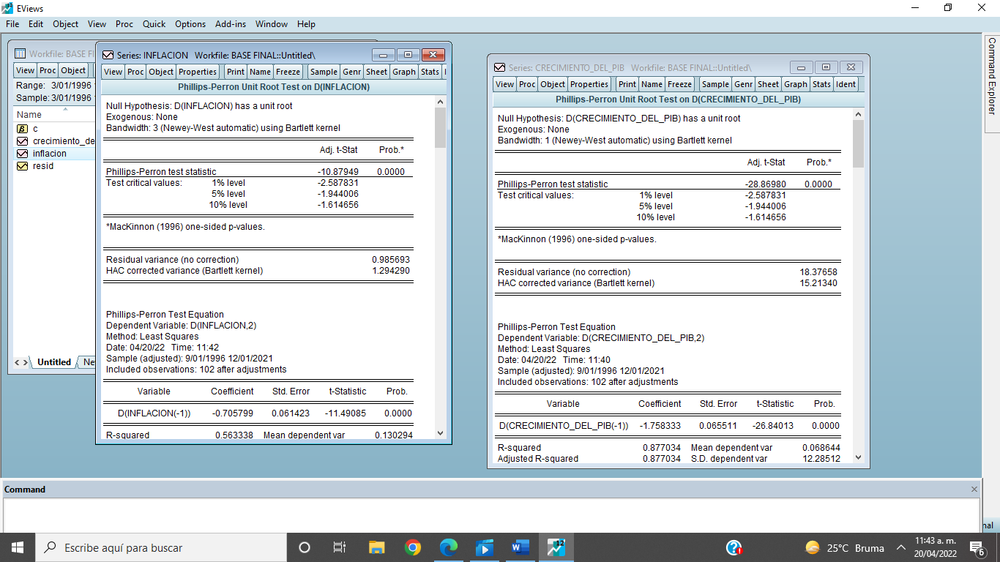 EViews
File Edit Object View Proc Quick Options Add-ins Window Help
Workfile: BASE FI
View Proc Object
Range: 3/01/1996
Sample: 3/01/1996
Name
β c
crecimiento_de
inflacion
resid
Untitled Ne
Series: INFLACION Workfile: BASE FINAL::Untitled\
View Proc Object Properties Print Name Freeze Sample Genr Sheet Graph Stats I
Phillips-Perron Unit Root Test on D(INFLACION)
Null Hypothesis: D(INFLACION) has a unit root
Exogenous: None
Bandwidth: 3 (Newey-West automatic) using Bartlett kernel
Adj. t-Stat Prob.*
Phillips-Perron test statistic -10.87949 0.0000
Test critical values: 1% level -2.587831
5% level -1.944006
10% level -1.614656
*MacKinnon (1996) one-sided p-values.
Residual variance (no correction) 0.985693
HAC corrected variance (Bartlett kernel) 1.294290
Phillips-Perron Test Equation
Dependent Variable: D(INFLACION,2)
Method: Least Squares
Date: 04/20/22 Time: 11:42
Sample (adjusted): 9/01/1996 12/01/2021
Included observations: 102 after adjustments
Variable Coefficient Std. Error t-Statistic Prob.
D(INFLACION(-1)) -0.705799 0.061423 -11.49085 0.0000
R-squared 0.563338 Mean dependent var 0.130294
Series: CRECIMIENTO_DEL_PIB Workfile: BASE FINAL::Untitled\
View Proc Object Properties Print Name Freeze Sample Genr Sheet Graph Stats Ident
Phillips-Perron Unit Root Test on D(CRECIMIENTO_DEL_PIB)
Null Hypothesis: D(CRECIMIENTO_DEL_PIB) has a unit root
Exogenous: None
Bandwidth: 1 (Newey-West automatic) using Bartlett kernel
Adj. t-Stat Prob.*
Phillips-Perron test statistic -28.86980 0.0000
Test critical values: 1% level -2.587831
5% level -1.944006
10% level -1.614656
*MacKinnon (1996) one-sided p-values.
Residual variance (no correction) 18.37658
HAC corrected variance (Bartlett kernel) 15.21340
Phillips-Perron Test Equation
Dependent Variable: D(CRECIMIENTO_DEL_PIB,2)
Method: Least Squares
Date: 04/20/22 Time: 11:40
Sample (adjusted): 9/01/1996 12/01/2021
Included observations: 102 after adjustments
Variable Coefficient Std. Error t-Statistic Prob.
D(CRECIMIENTO_DEL_PIB(-1)) -1.758333 0.065511 -26.84013 0.0000
R-squared 0.877034 Mean dependent var 0.068644
Adjusted R-squared 0.877034 S.D. dependent var 12.28512
Command Explorer
Command
nal
Escribe aquí para buscar
12
25°C Bruma
11:43 a. m.
20/04/2022
6